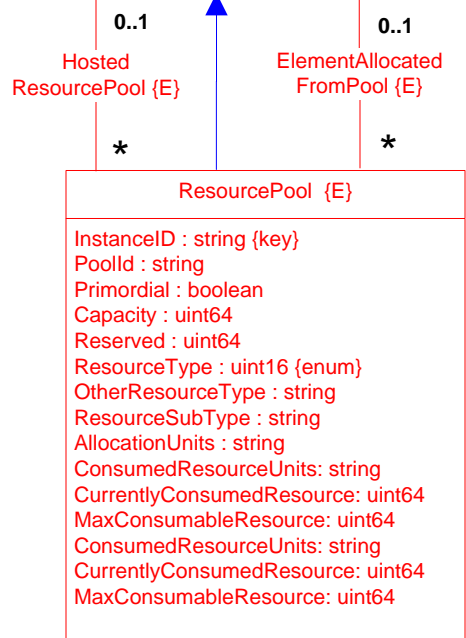 0..1
0..1
Hosted
ResourcePool {E}
ElementAllocated
FromPool {E}
*
*
ResourcePool {E}
InstanceID : string {key}
PoolId : string
Primordial : boolean
Capacity : uint64
Reserved : uint64
ResourceType : uint16 {enum}
OtherResourceType : string
ResourceSubType : string
AllocationUnits : string
ConsumedResourceUnits: string
CurrentlyConsumedResource: uint64
MaxConsumableResource: uint64
ConsumedResourceUnits: string
CurrentlyConsumedResource: uint64
MaxConsumableResource: uint64